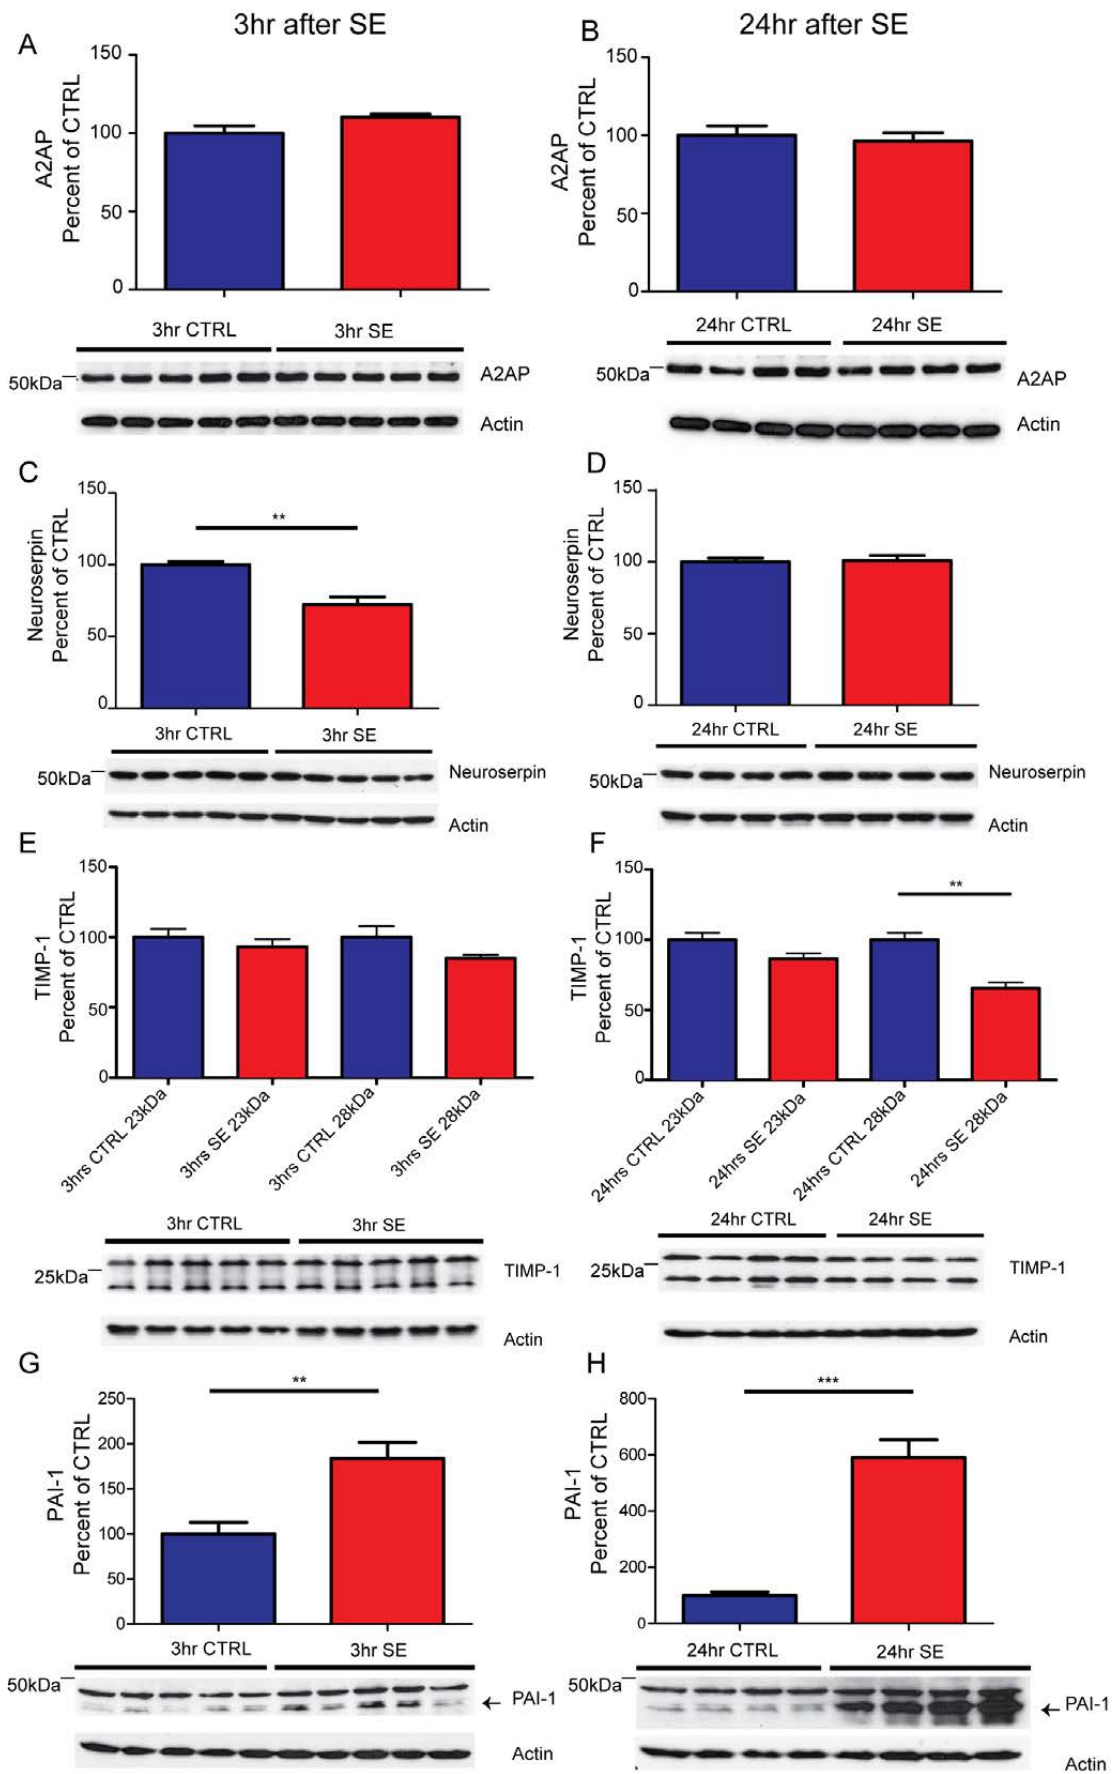 3hr after SE
24hr after SE
A
B
150
100
50
0
A2AP
Percent of CTRL
150
100
50
0
A2AP
Percent of CTRL
3hr CTRL
3hr SE
24hr CTRL
24hr SE
50kDa
A2AP
50kDa
A2AP
Actin
Actin
C
D
150
100
50
0
Neuroserpin
Percent of CTRL
**
150
100
50
0
Neuroserpin
Percent of CTRL
3hr CTRL
3hr SE
24hr CTRL
24hr SE
50kDa
Neuroserpin
50kDa
Neuroserpin
Actin
Actin
E
F
150
100
50
0
TIMP-1
Percent of CTRL
150
100
50
0
TIMP-1
Percent of CTRL
**
3hrs CTRL 23kDa
3hrs SE 23kDa
3hrs CTRL 28kDa
3hrs SE 28kDa
24hrs CTRL 23kDa
24hrs SE 23kDa
24hrs CTRL 28kDa
24hrs SE 28kDa
3hr CTRL
3hr SE
24hr CTRL
24hr SE
25kDa
TIMP-1
25kDa
TIMP-1
Actin
Actin
G
H
250
200
150
100
50
0
PAI-1
Percent of CTRL
**
800
600
400
200
0
PAI-1
Percent of CTRL
***
3hr CTRL
3hr SE
24hr CTRL
24hr SE
50kDa
← PAI-1
50kDa
← PAI-1
Actin
Actin